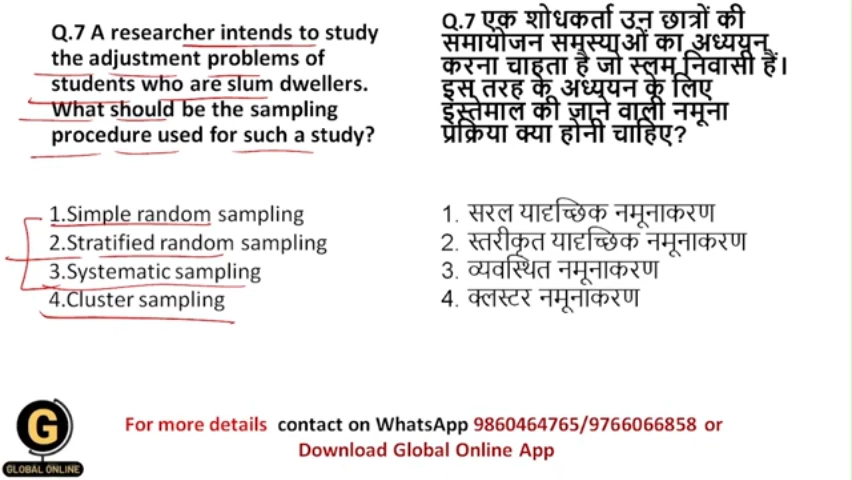 Q.7 A researcher intends to study
the adjustment problems of
students who are slum dwellers.
What should be the sampling
procedure used for such a study?
1.Simple random sampling
2.Stratified random sampling
3.Systematic sampling
4.Cluster sampling
Q.7 एक शोधकर्ता उन छात्रों की
समायोजन समस्याओं का अध्ययन
करना चाहता है जो स्लम निवासी हैं।
इस तरह के अध्ययन के लिए
इस्तेमाल की जाने वाली नमूना
प्रक्रिया क्या होनी चाहिए?
1. सरल यादृच्छिक नमूनाकरण
2. स्तरीकृत यादृच्छिक नमूनाकरण
3. व्यवस्थित नमूनाकरण
4. क्लस्टर नमूनाकरण
G
GLOBAL ONLINE
For more details contact on WhatsApp 9860464765/9766066858 or
Download Global Online App